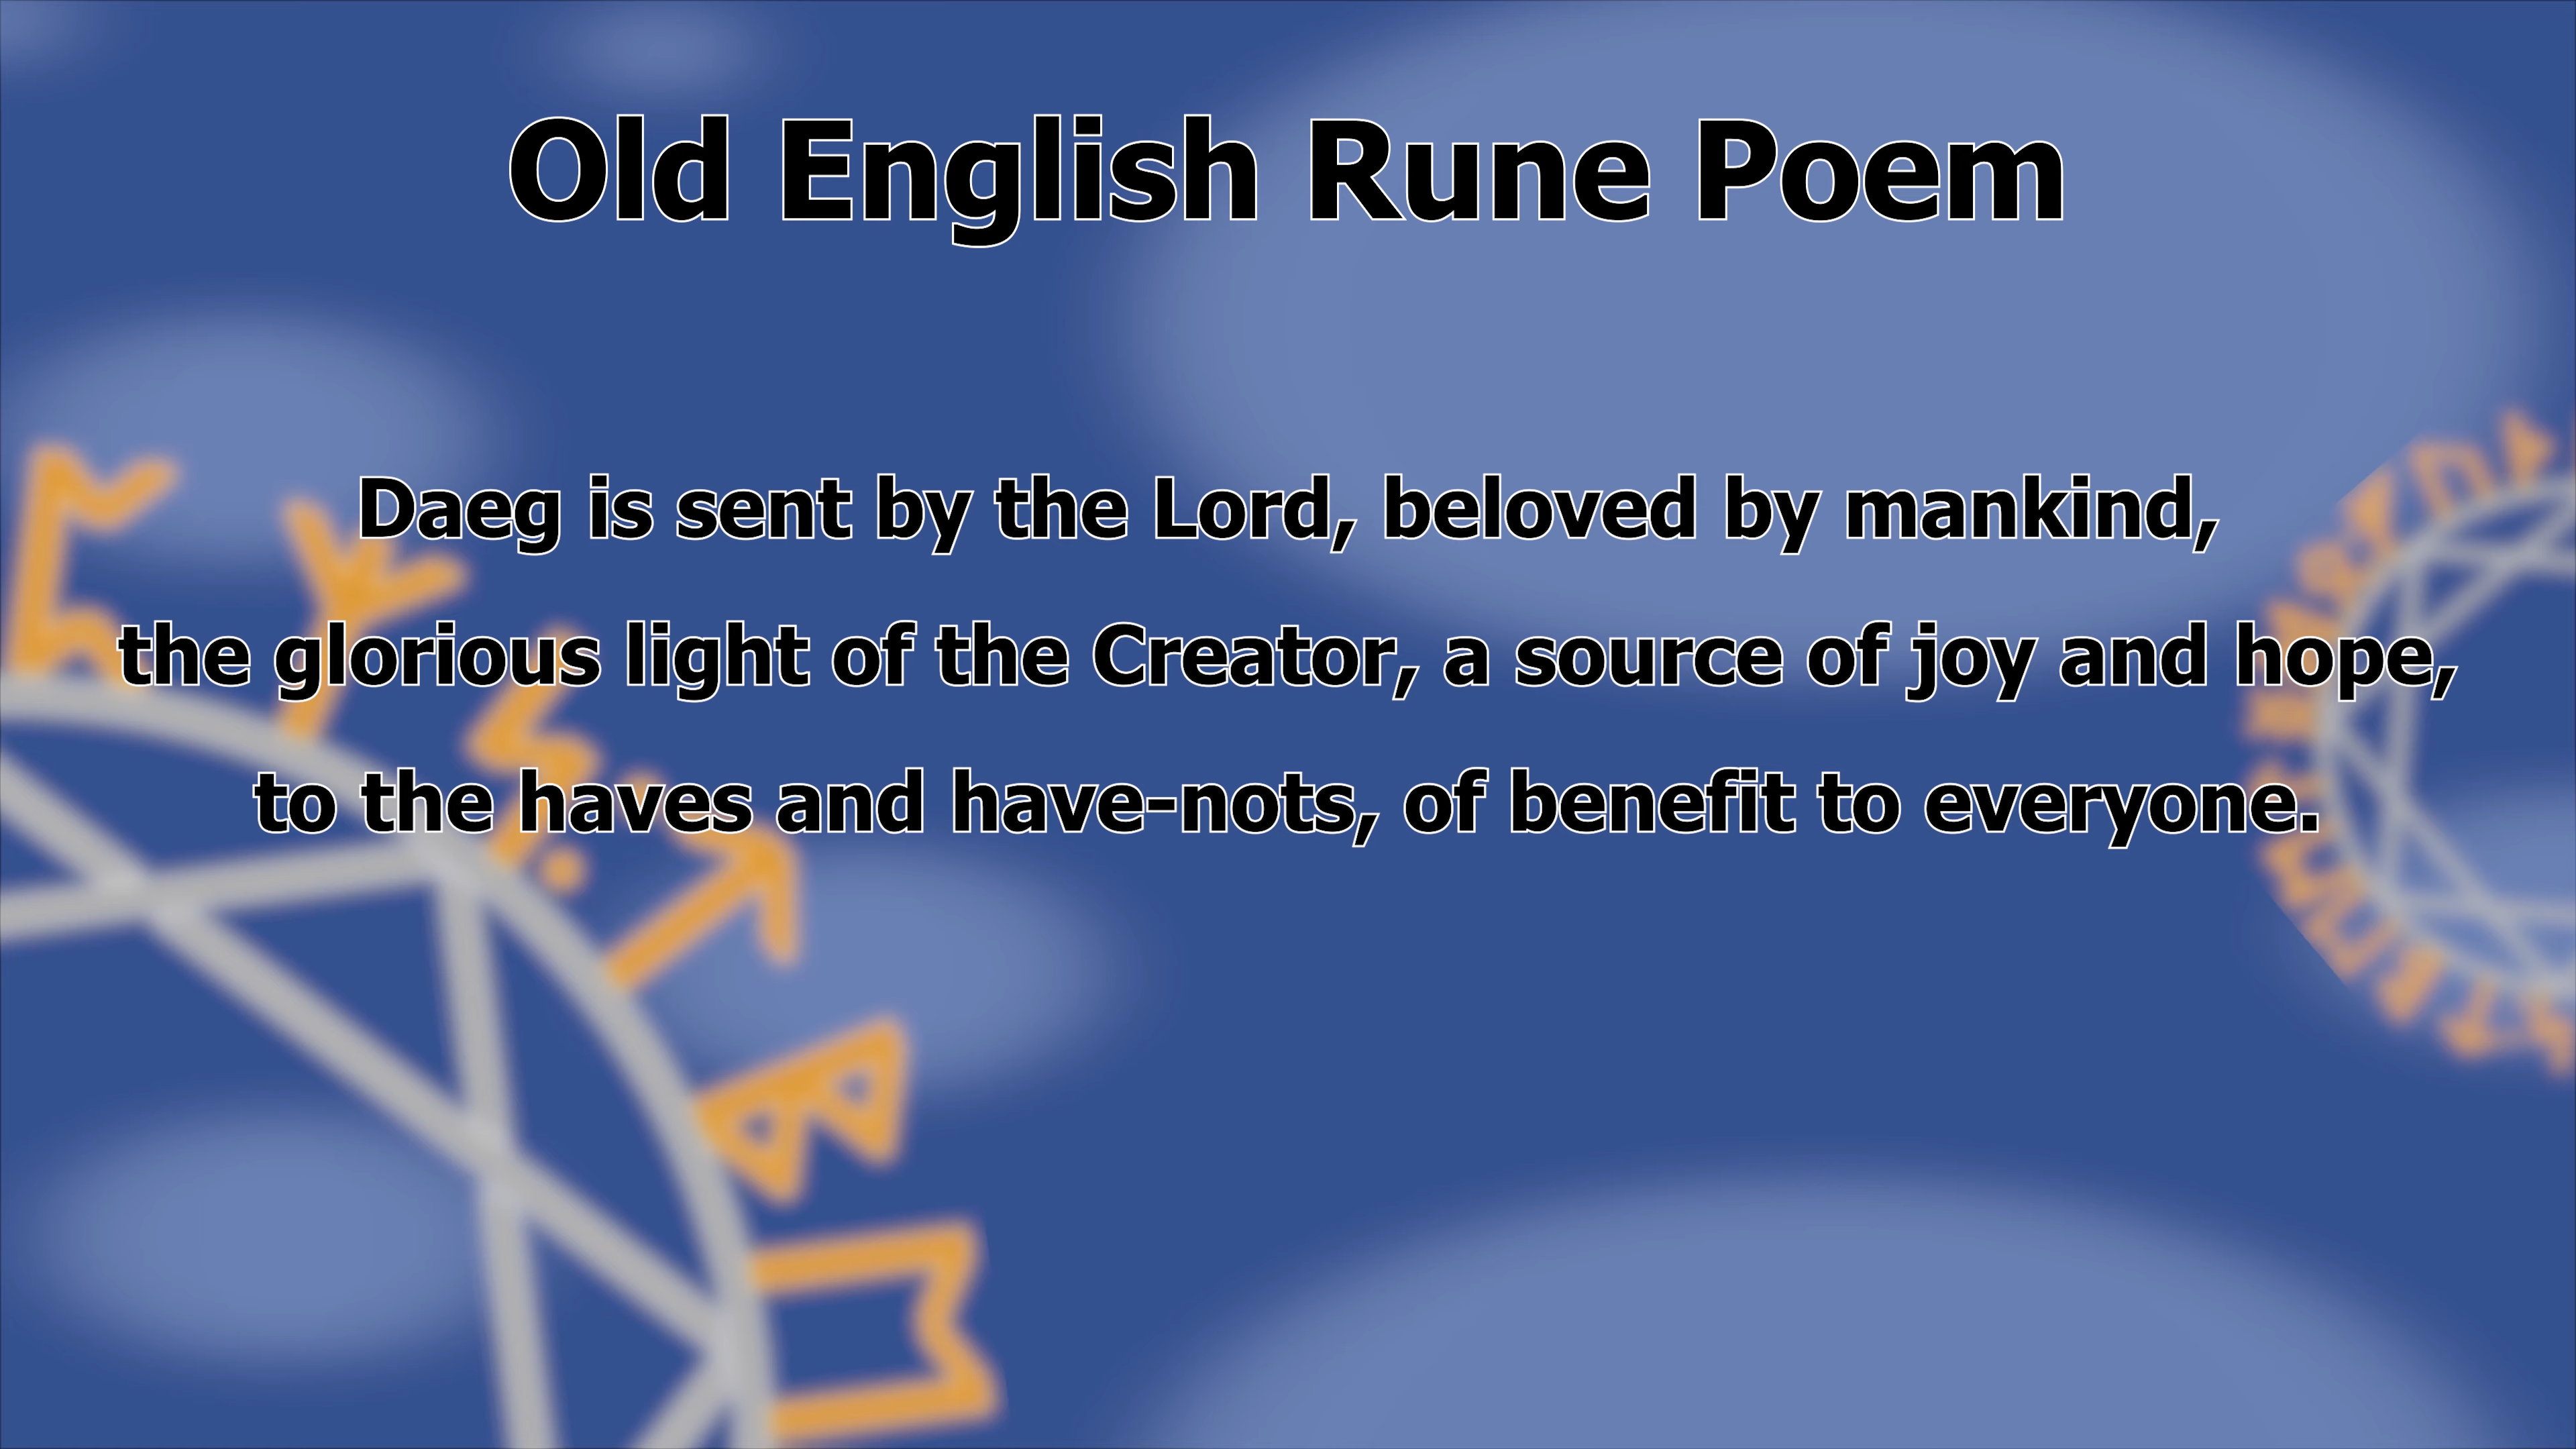 Old English Rune Poem
Daeg is sent by the Lord, beloved by mankind,
the glorious light of the Creator, a source of joy and hope,
to the haves and have-nots, of benefit to everyone.